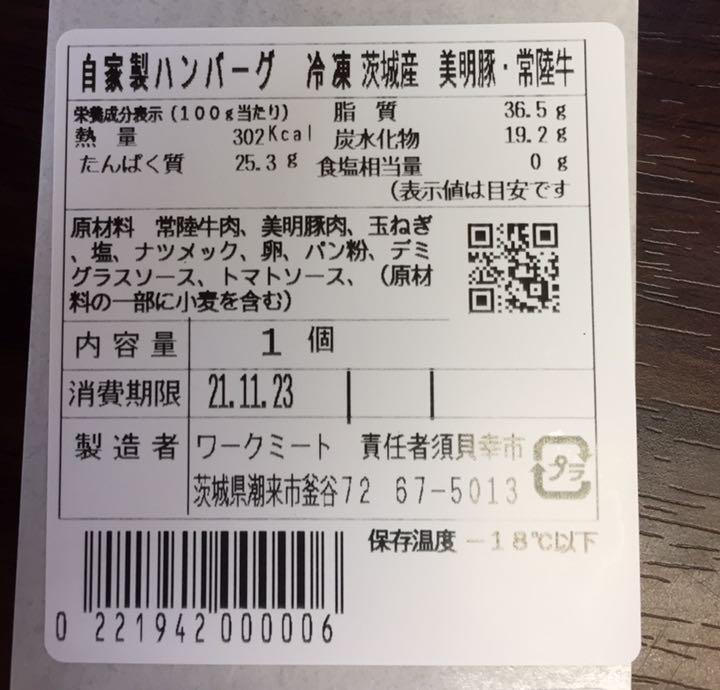 自家製ハンバーグ　冷凍 茨城産　美明豚・常陸牛
栄養成分表示(100g当たり)　脂質　36.5g
熱量　302Kcal　炭水化物　19.2g
たんぱく質　25.3g　食塩相当量　0g
(表示値は目安です
原材料　常陸牛肉、美明豚肉、玉ねぎ
、塩、ナツメック、卵、パン粉、デミ
グラスソース、トマトソース、(原材
料の一部に小麦を含む)
内容量　1個
消費期限　21.11.23
製造者　ワークミート　責任者須貝幸市
茨城県潮来市釜谷72　67-5013
プラ
保存温度　－18℃以下
0 221942 000006